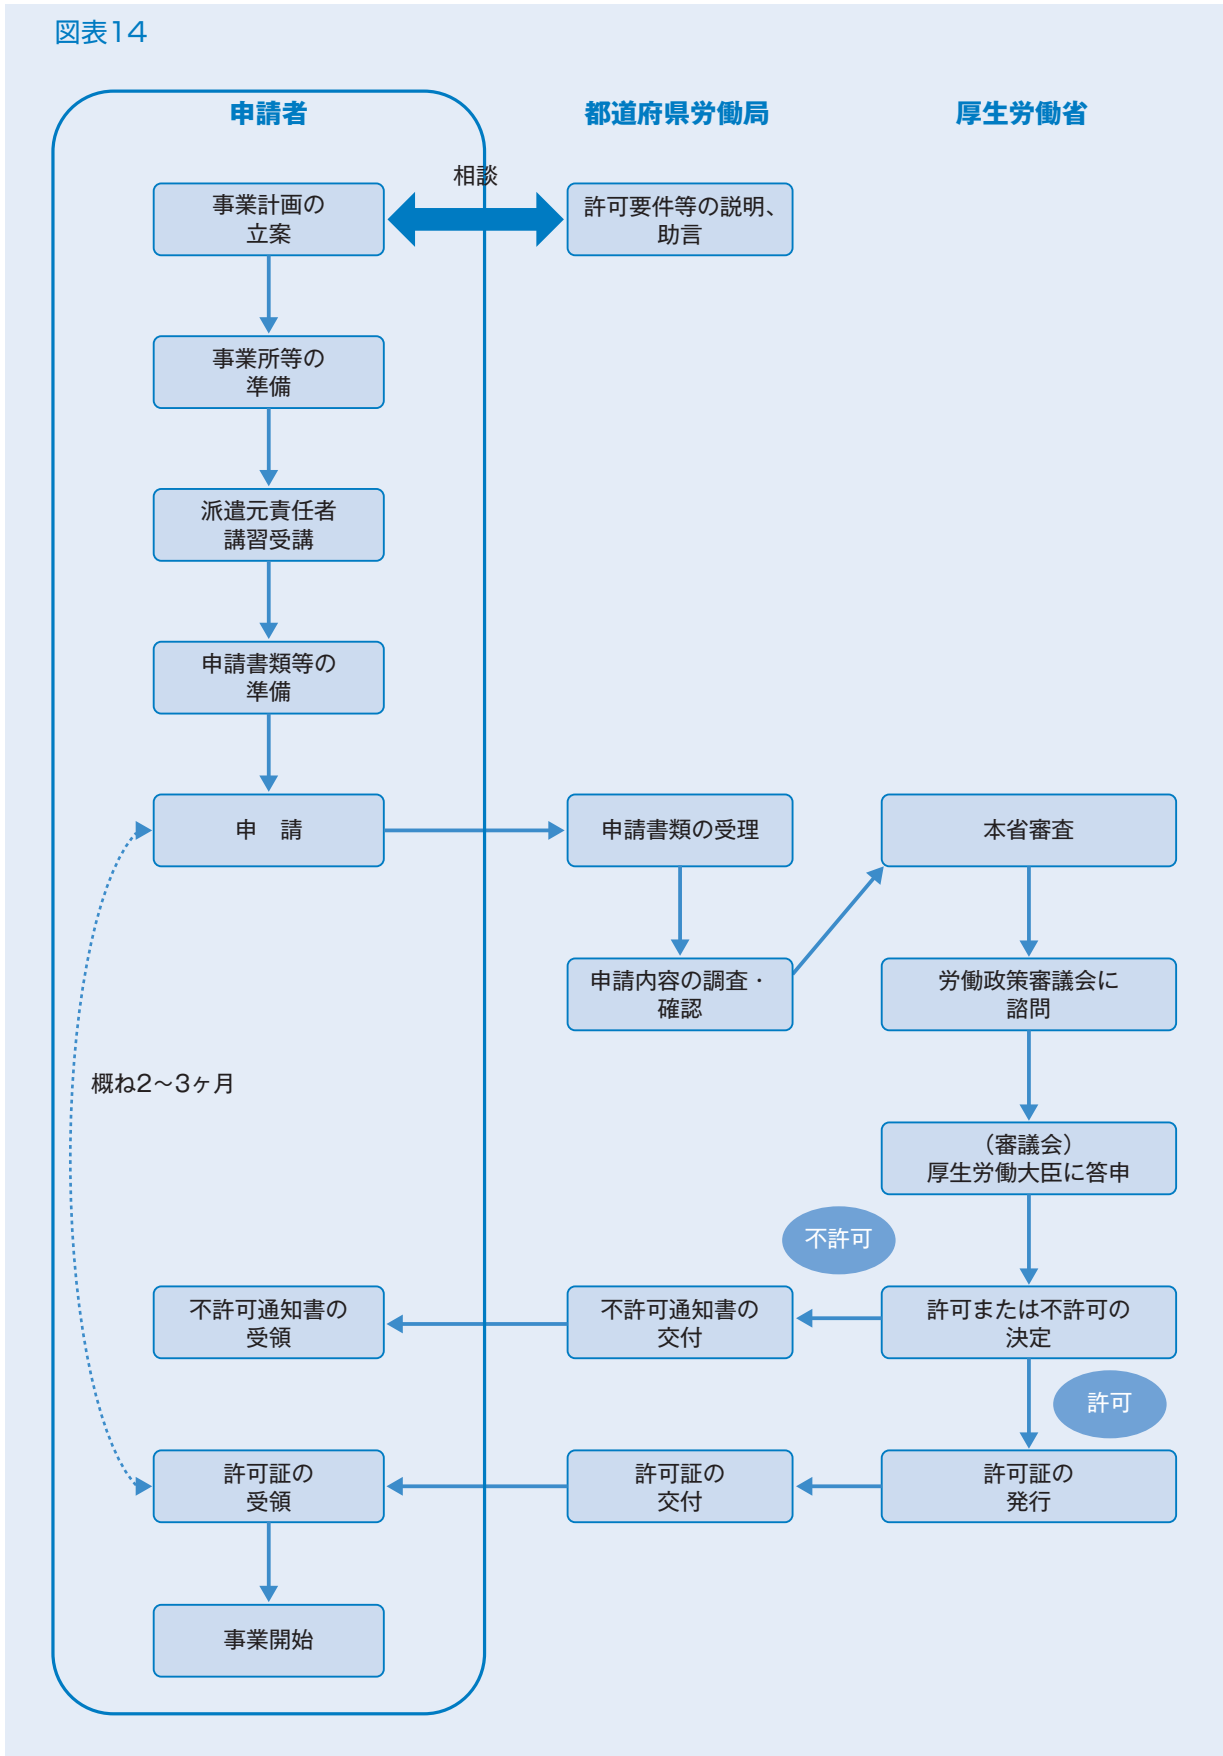 図表14
申請者
都道府県労働局
厚生労働省
相談
事業計画の
立案
許可要件等の説明、
助言
事業所等の
準備
派遣元責任者
講習受講
申請書類等の
準備
申　請
申請書類の受理
本省審査
申請内容の調査・
確認
労働政策審議会に
諮問
概ね2～3ヶ月
（審議会）
厚生労働大臣に答申
不許可
不許可通知書の
受領
不許可通知書の
交付
許可または不許可の
決定
許可
許可証の
受領
許可証の
交付
許可証の
発行
事業開始